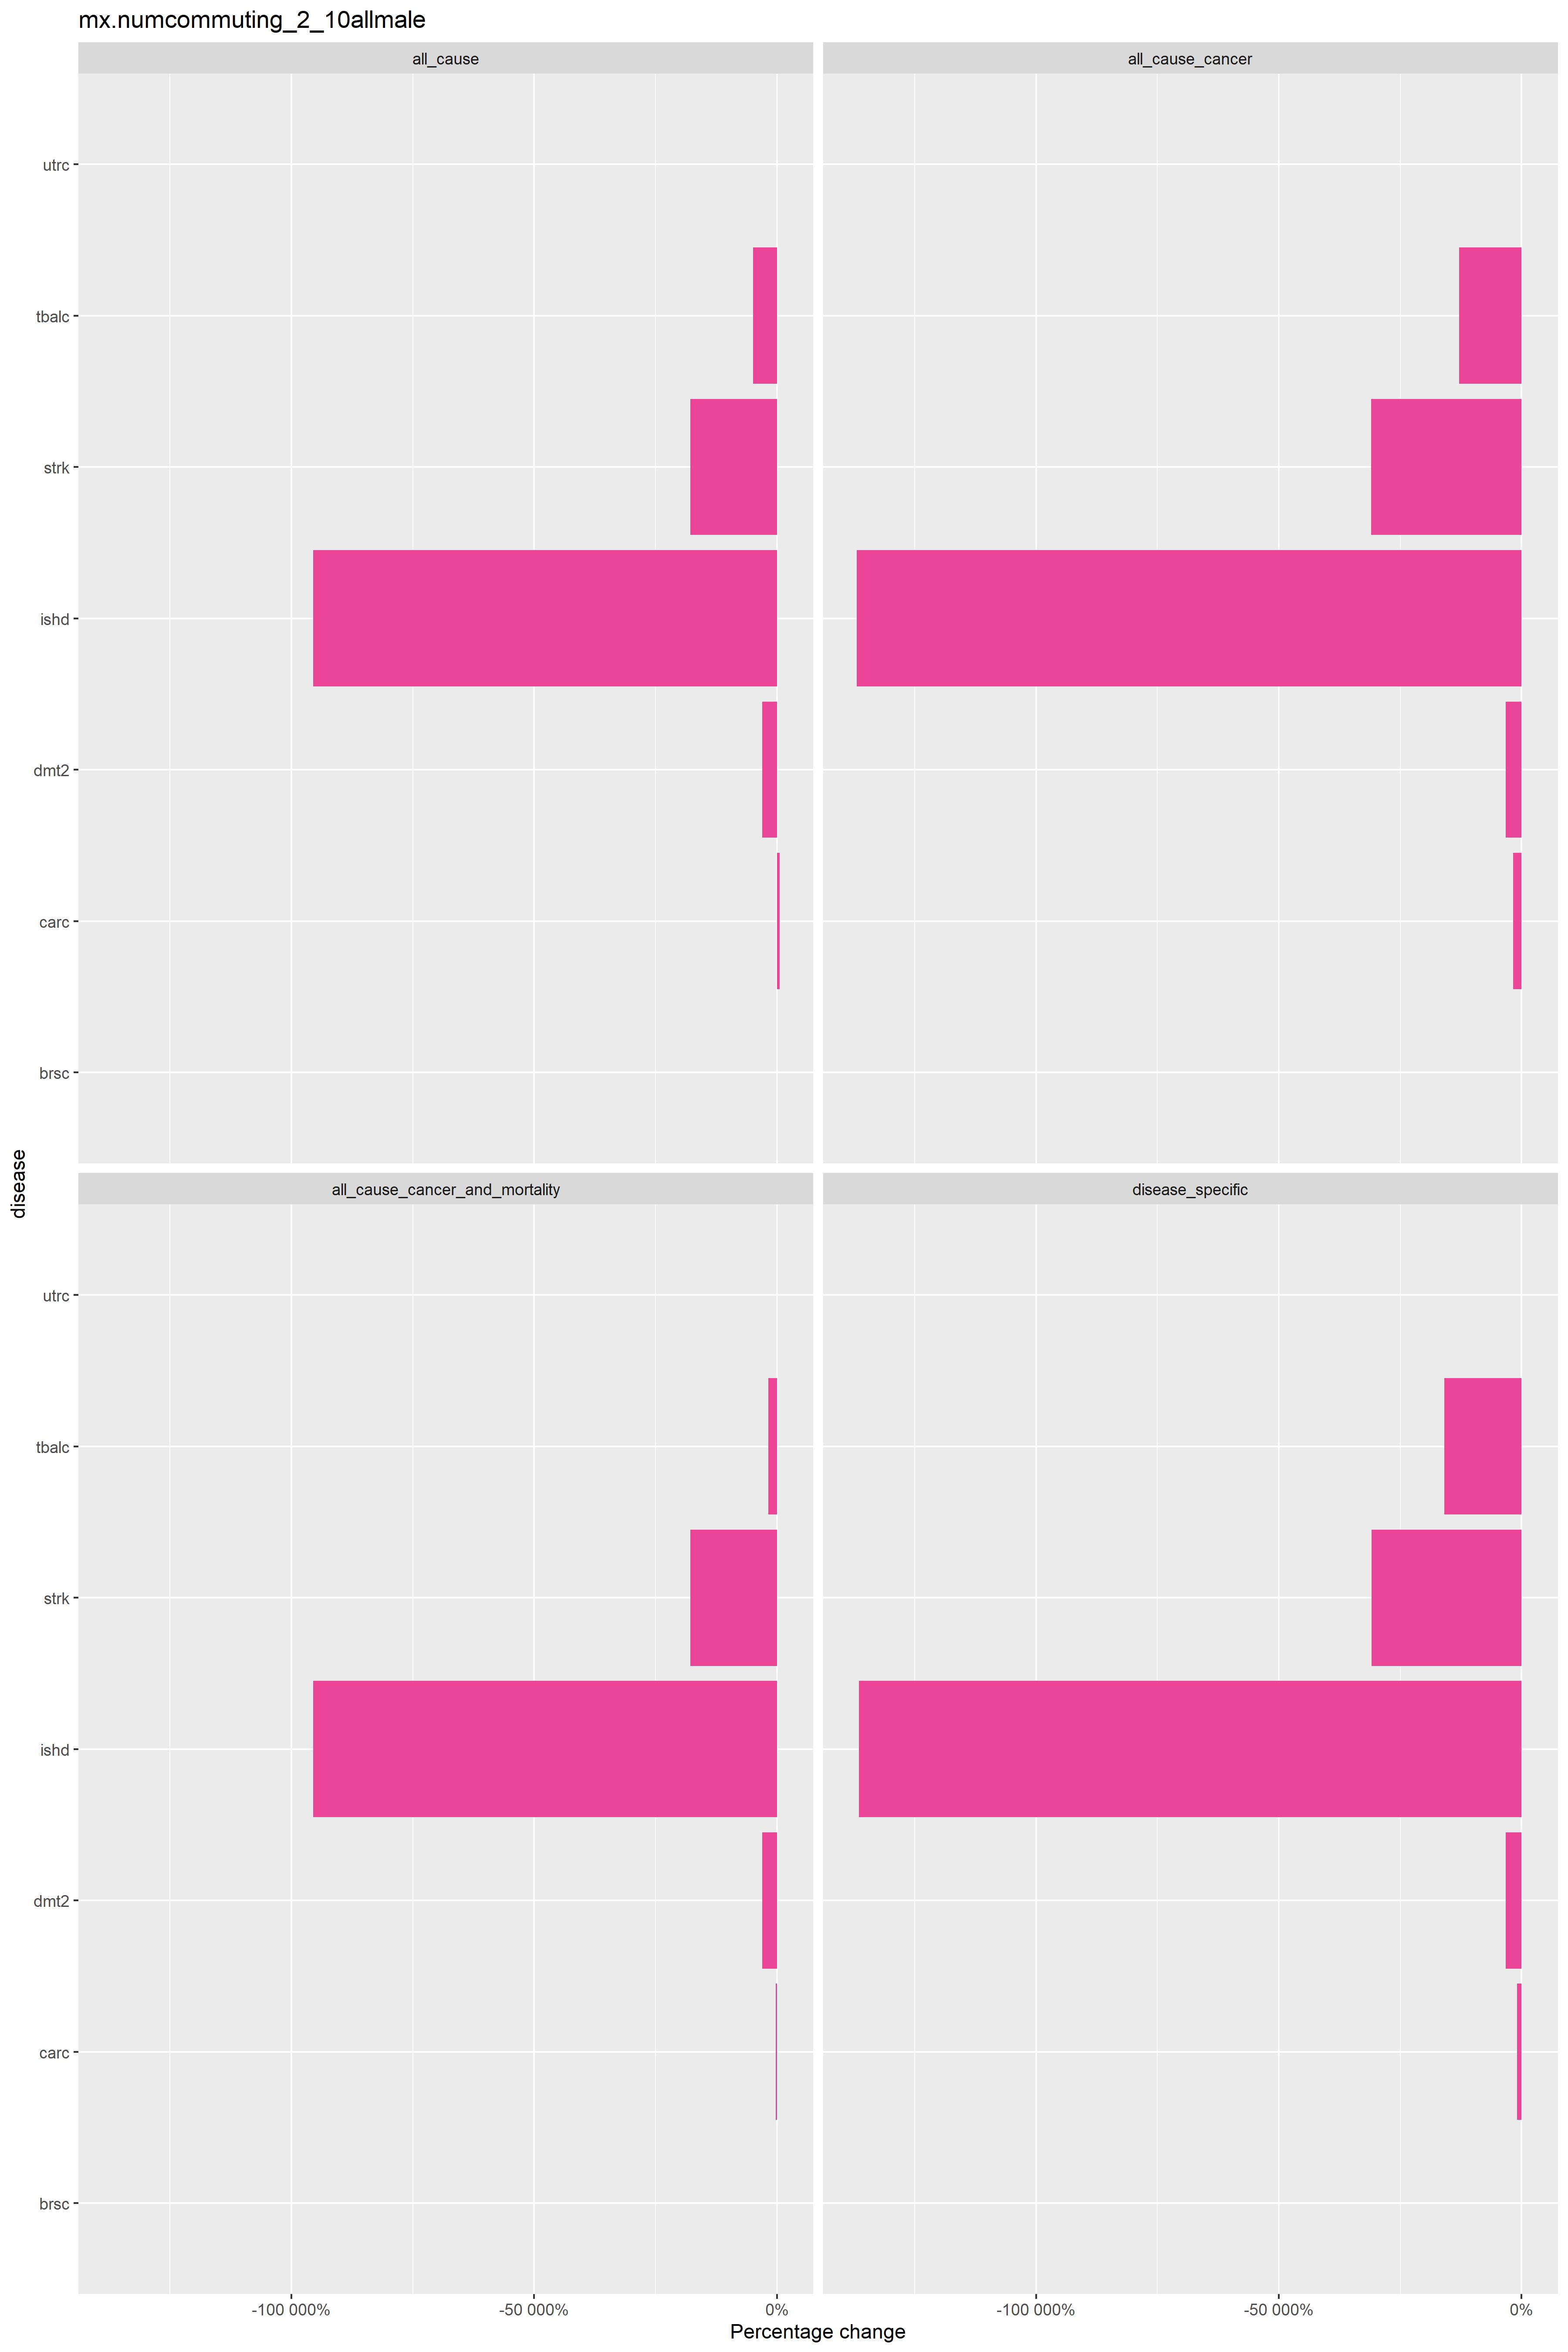 mx.numcommuting_2_10allmale
all_cause
all_cause_cancer
utrc
tbalc
strk
ishd
dmt2
carc
brsc
disease
all_cause_cancer_and_mortality
disease_specific
utrc
tbalc
strk
ishd
dmt2
carc
brsc
-100 000%
-50 000%
0%
-100 000%
-50 000%
0%
Percentage change